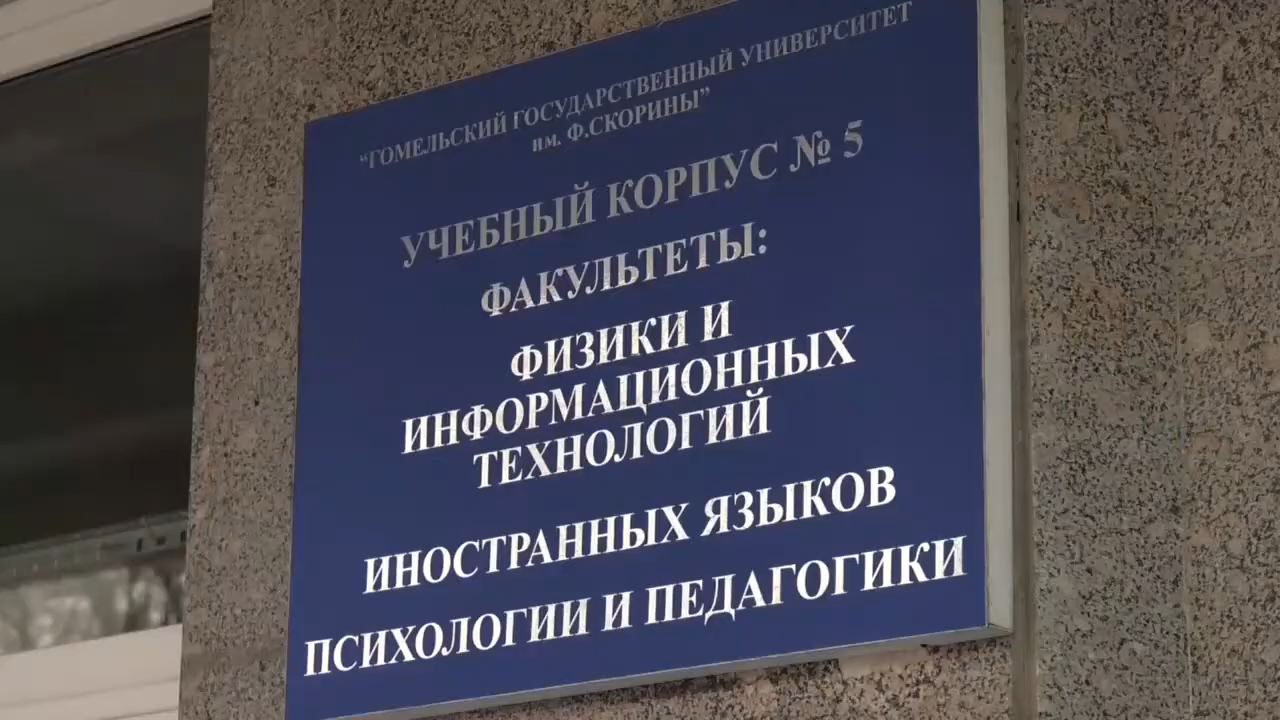 “ГОМЕЛЬСКИЙ ГОСУДАРСТВЕННЫЙ УНИВЕРСИТЕТ
им. Ф.СКОРИНЫ”
УЧЕБНЫЙ КОРПУС № 5
ФАКУЛЬТЕТЫ:
ФИЗИКИ И
ИНФОРМАЦИОННЫХ
ТЕХНОЛОГИЙ
ИНОСТРАННЫХ ЯЗЫКОВ
ПСИХОЛОГИИ И ПЕДАГОГИКИ